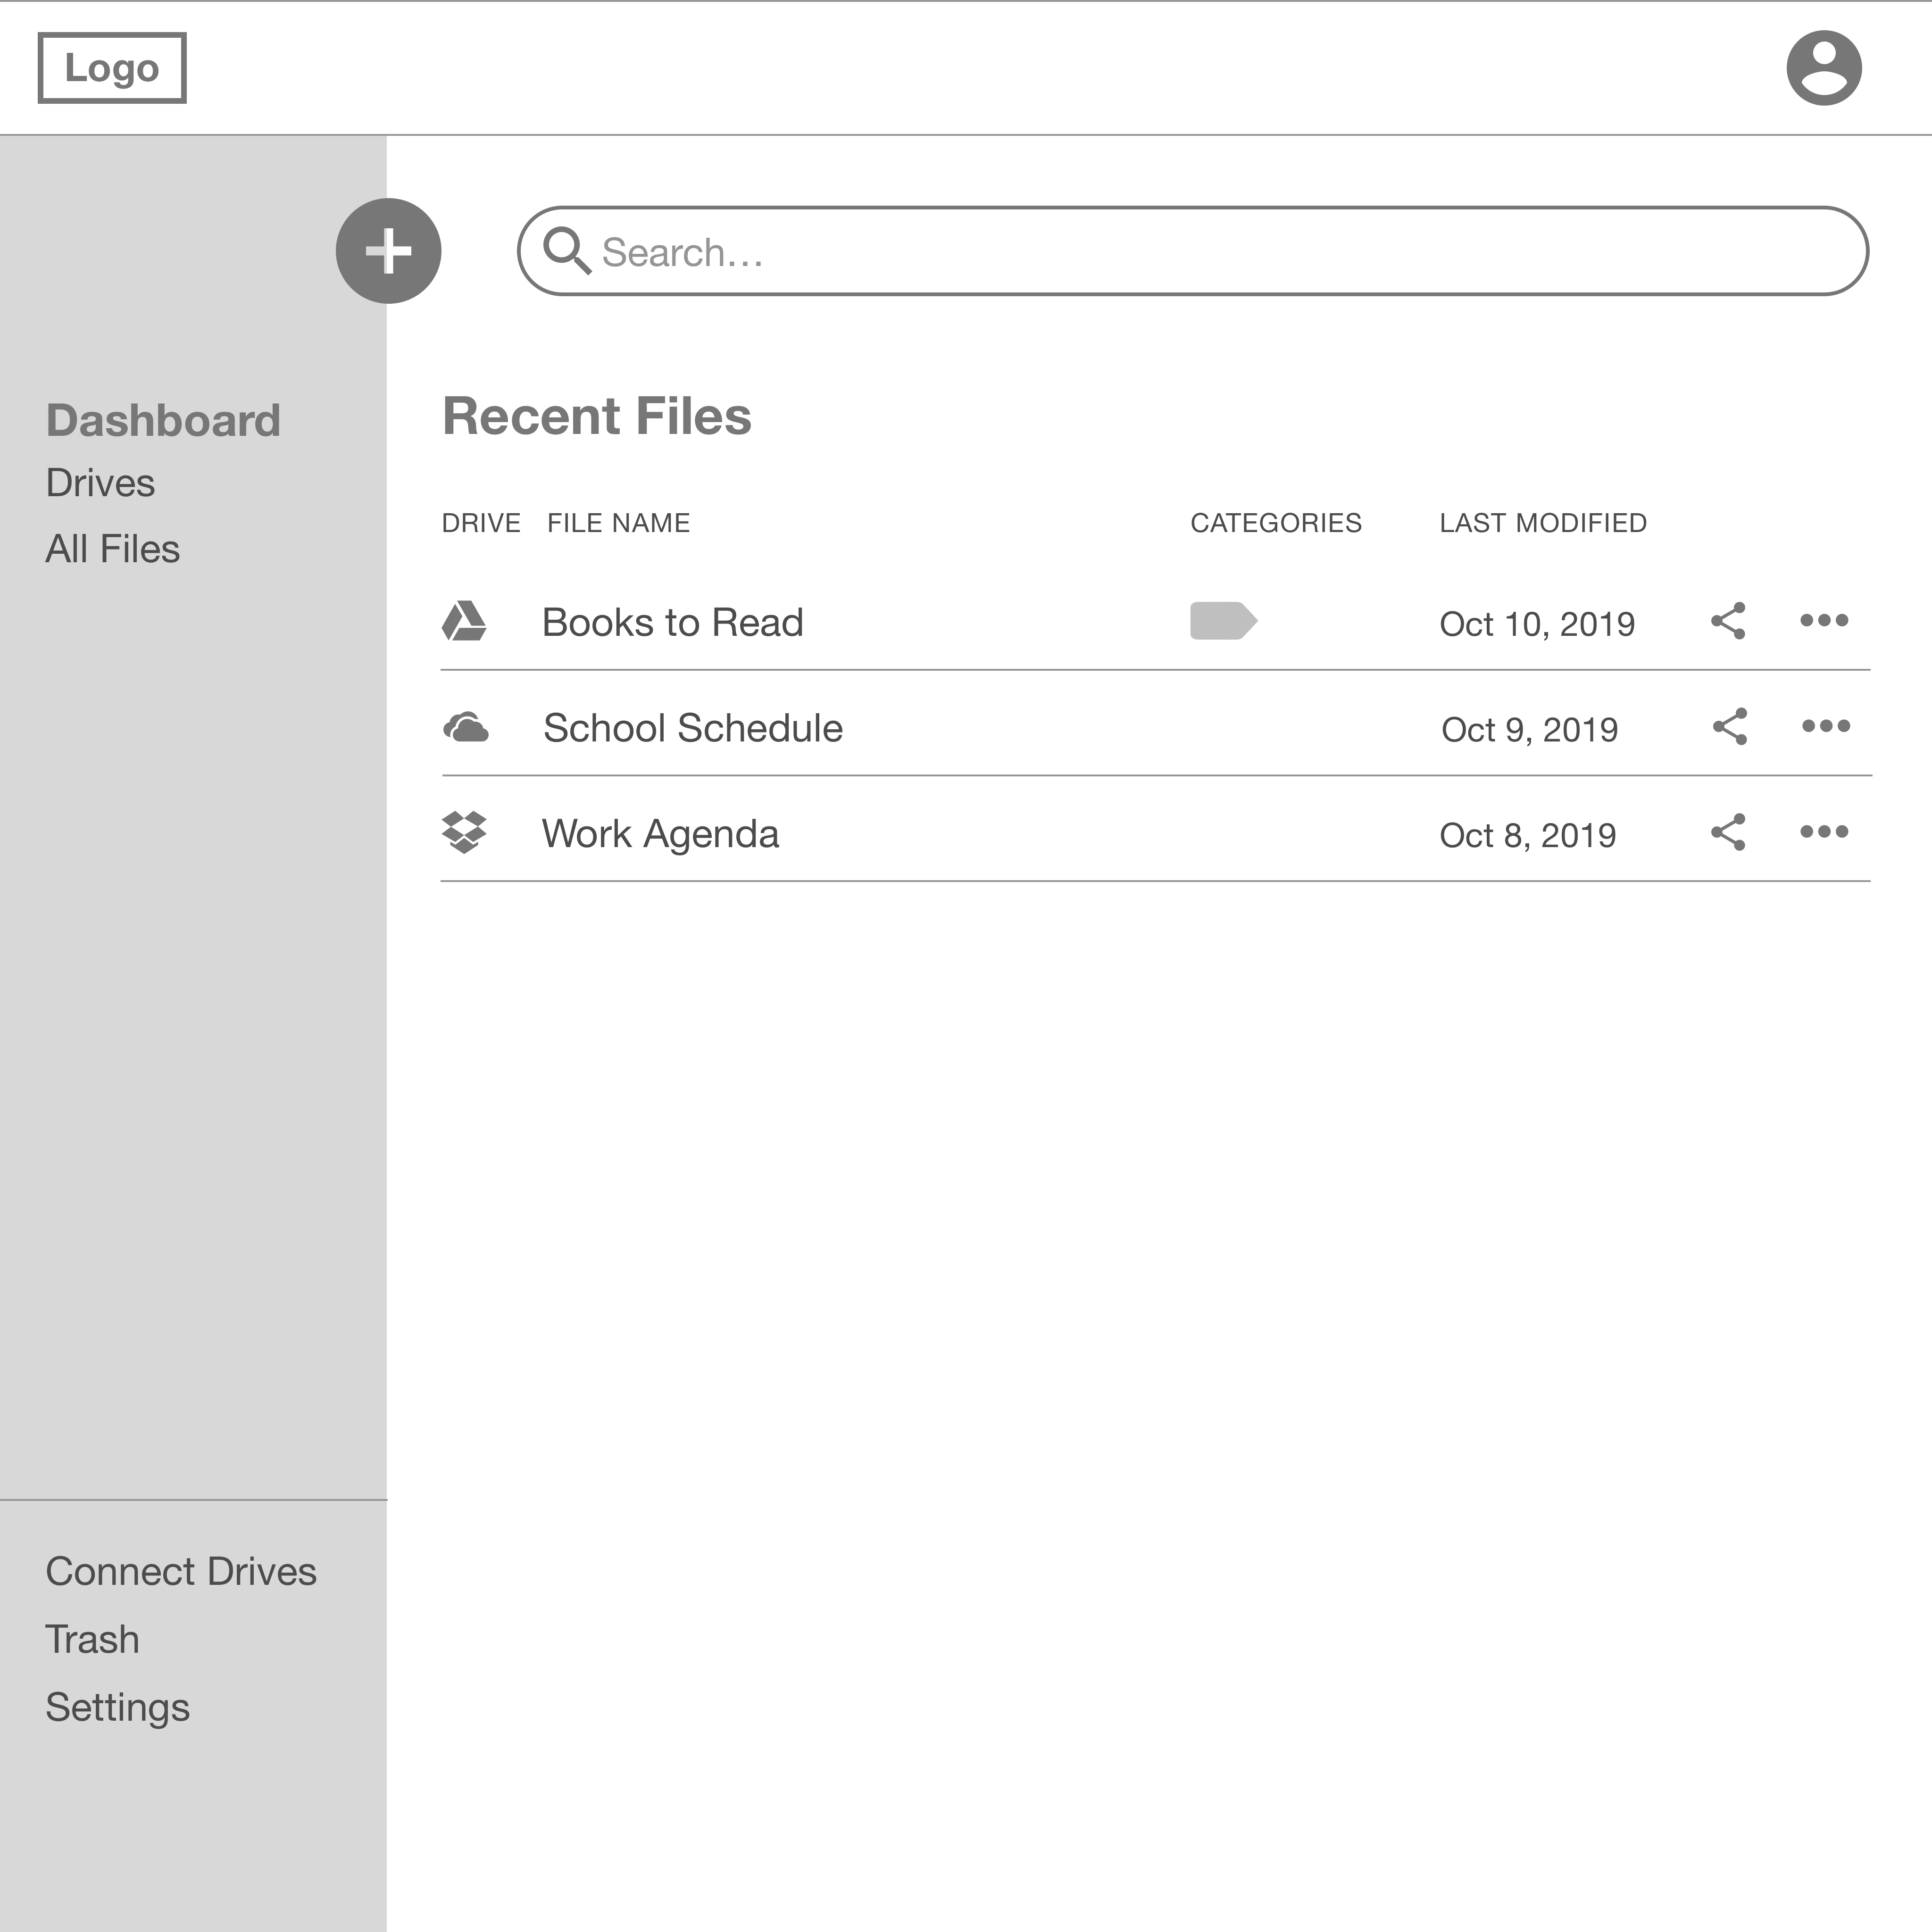 Logo
Search...
Dashboard
Drives
All Files
Recent Files
DRIVE FILE NAME CATEGORIES LAST MODIFIED
Books to Read Oct 10, 2019
School Schedule Oct 9, 2019
Work Agenda Oct 8, 2019
Connect Drives
Trash
Settings